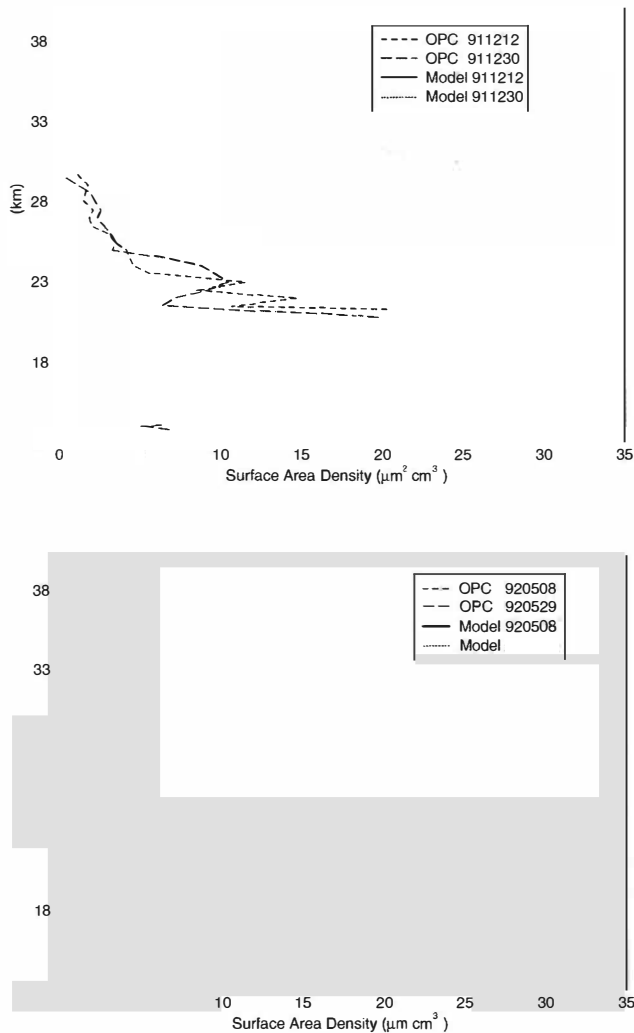 38
33
28
23
18
(km)
OPC 911212
OPC 911230
Model 911212
Model 911230
0 5 10 15 20 25 30 35
Surface Area Density (μm² cm³ )
38
33
18
OPC 920508
OPC 920529
Model 920508
Model
10 15 20 25 30 35
Surface Area Density (μm cm³ )